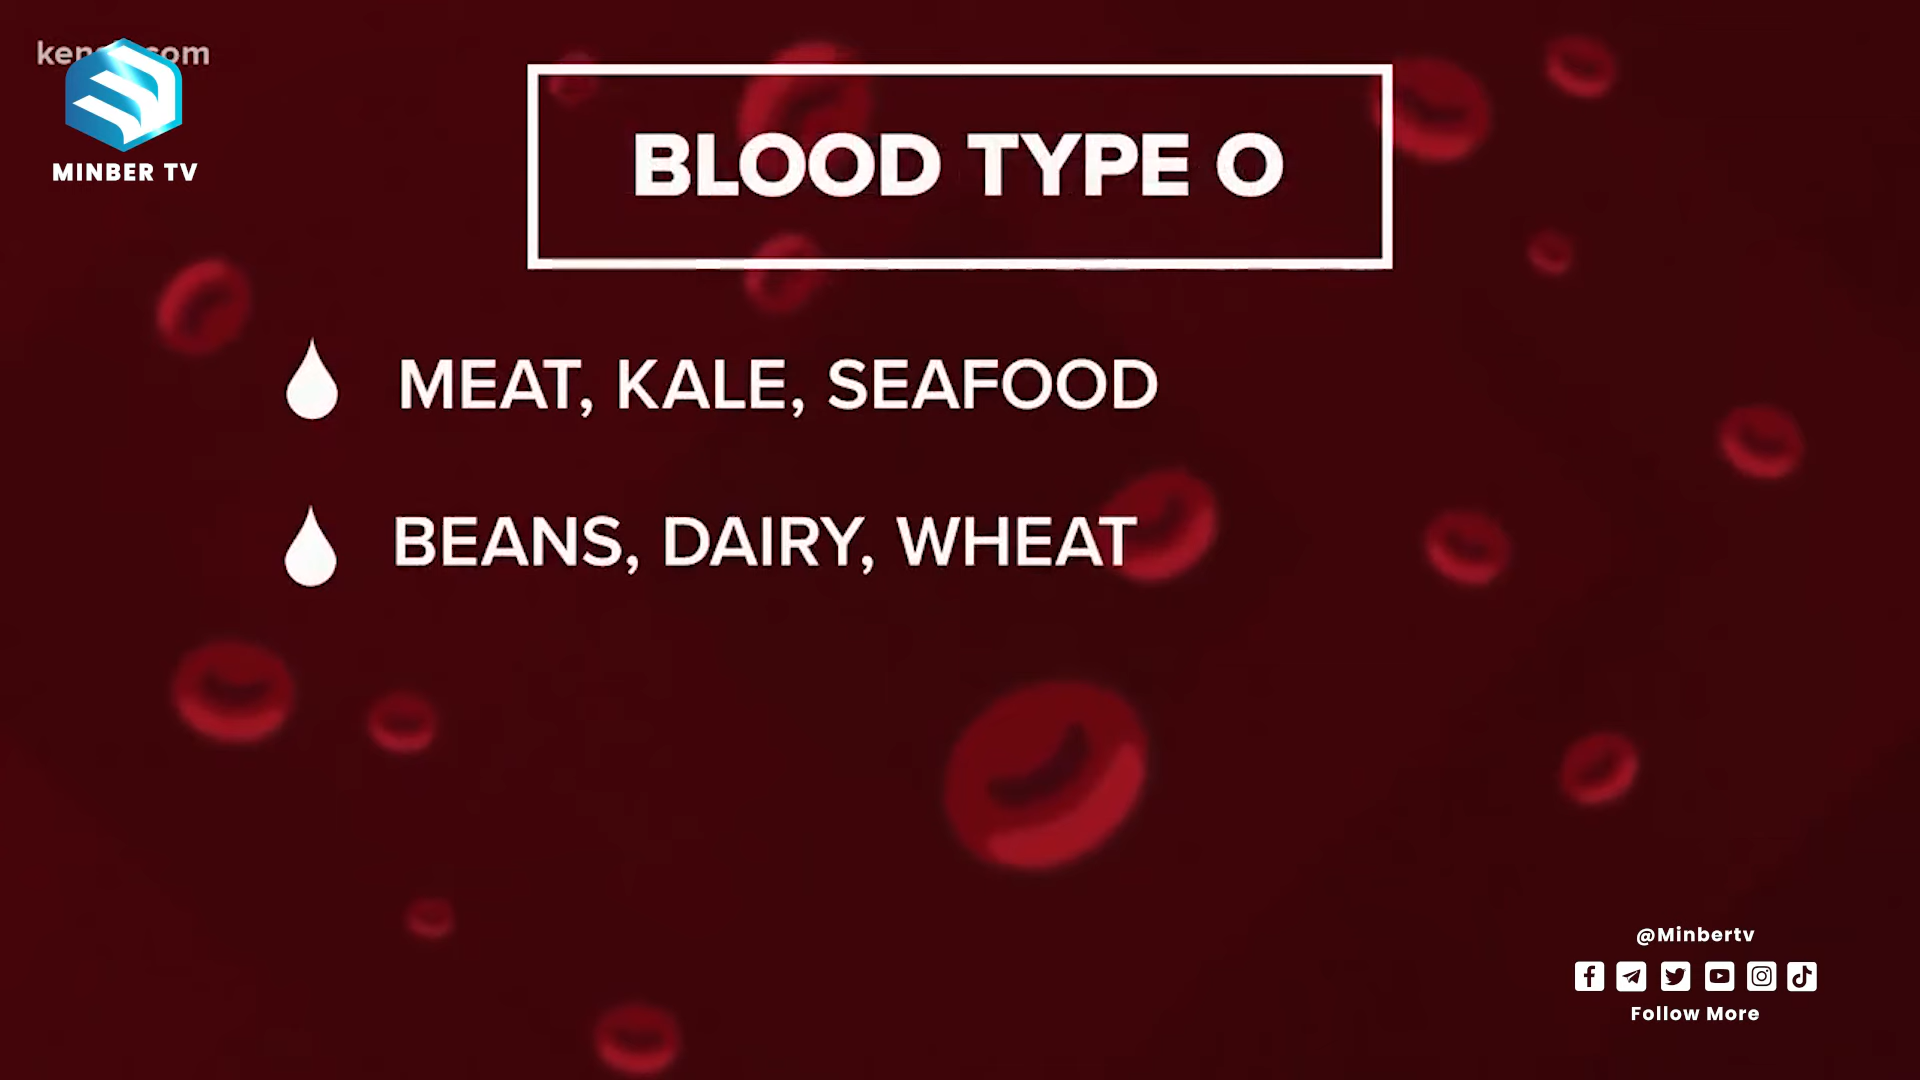 MINBER TV
BLOOD TYPE O
MEAT, KALE, SEAFOOD
BEANS, DAIRY, WHEAT
@Minbertv
Follow More